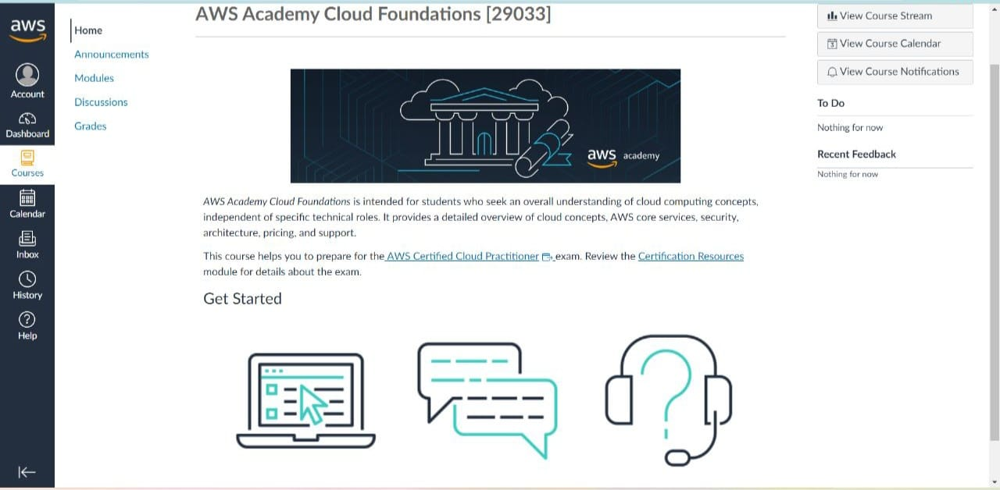 aws
Account
Dashboard
Courses
Calendar
Inbox
History
Help
Home
Announcements
Modules
Discussions
Grades
AWS Academy Cloud Foundations [29033]
aws academy
AWS Academy Cloud Foundations is intended for students who seek an overall understanding of cloud computing concepts,
independent of specific technical roles. It provides a detailed overview of cloud concepts, AWS core services, security,
architecture, pricing, and support.
This course helps you to prepare for the AWS Certified Cloud Practitioner exam. Review the Certification Resources
module for details about the exam.
Get Started
View Course Stream
View Course Calendar
View Course Notifications
To Do
Nothing for now
Recent Feedback
Nothing for now